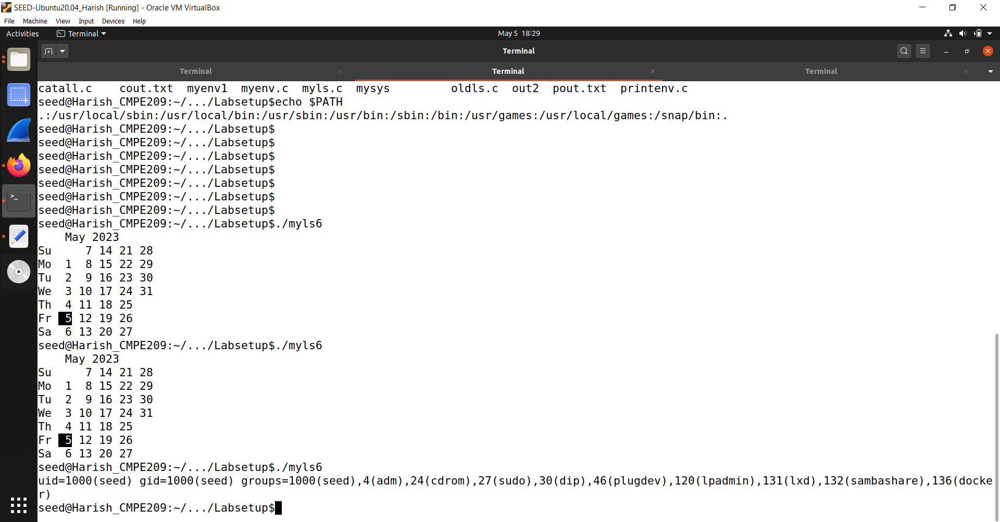 SEED-Ubuntu20.04_Harish [Running] - Oracle VM VirtualBox
File Machine View Input Devices Help
Activities Terminal May 5 18:29
Terminal
Terminal Terminal Terminal
catall.c    cout.txt  myenv1  myenv.c  myls.c  mysys         oldls.c  out2  pout.txt  printenv.c
seed@Harish_CMPE209:~/.../Labsetup$echo $PATH
.:/usr/local/sbin:/usr/local/bin:/usr/sbin:/usr/bin:/sbin:/bin:/usr/games:/usr/local/games:/snap/bin:.
seed@Harish_CMPE209:~/.../Labsetup$
seed@Harish_CMPE209:~/.../Labsetup$
seed@Harish_CMPE209:~/.../Labsetup$
seed@Harish_CMPE209:~/.../Labsetup$
seed@Harish_CMPE209:~/.../Labsetup$
seed@Harish_CMPE209:~/.../Labsetup$
seed@Harish_CMPE209:~/.../Labsetup$
seed@Harish_CMPE209:~/.../Labsetup$./myls6
    May 2023
Su     7 14 21 28
Mo  1  8 15 22 29
Tu  2  9 16 23 30
We  3 10 17 24 31
Th  4 11 18 25
Fr  5 12 19 26
Sa  6 13 20 27
seed@Harish_CMPE209:~/.../Labsetup$./myls6
    May 2023
Su     7 14 21 28
Mo  1  8 15 22 29
Tu  2  9 16 23 30
We  3 10 17 24 31
Th  4 11 18 25
Fr  5 12 19 26
Sa  6 13 20 27
seed@Harish_CMPE209:~/.../Labsetup$./myls6
uid=1000(seed) gid=1000(seed) groups=1000(seed),4(adm),24(cdrom),27(sudo),30(dip),46(plugdev),120(lpadmin),131(lxd),132(sambashare),136(docke
r)
seed@Harish_CMPE209:~/.../Labsetup$